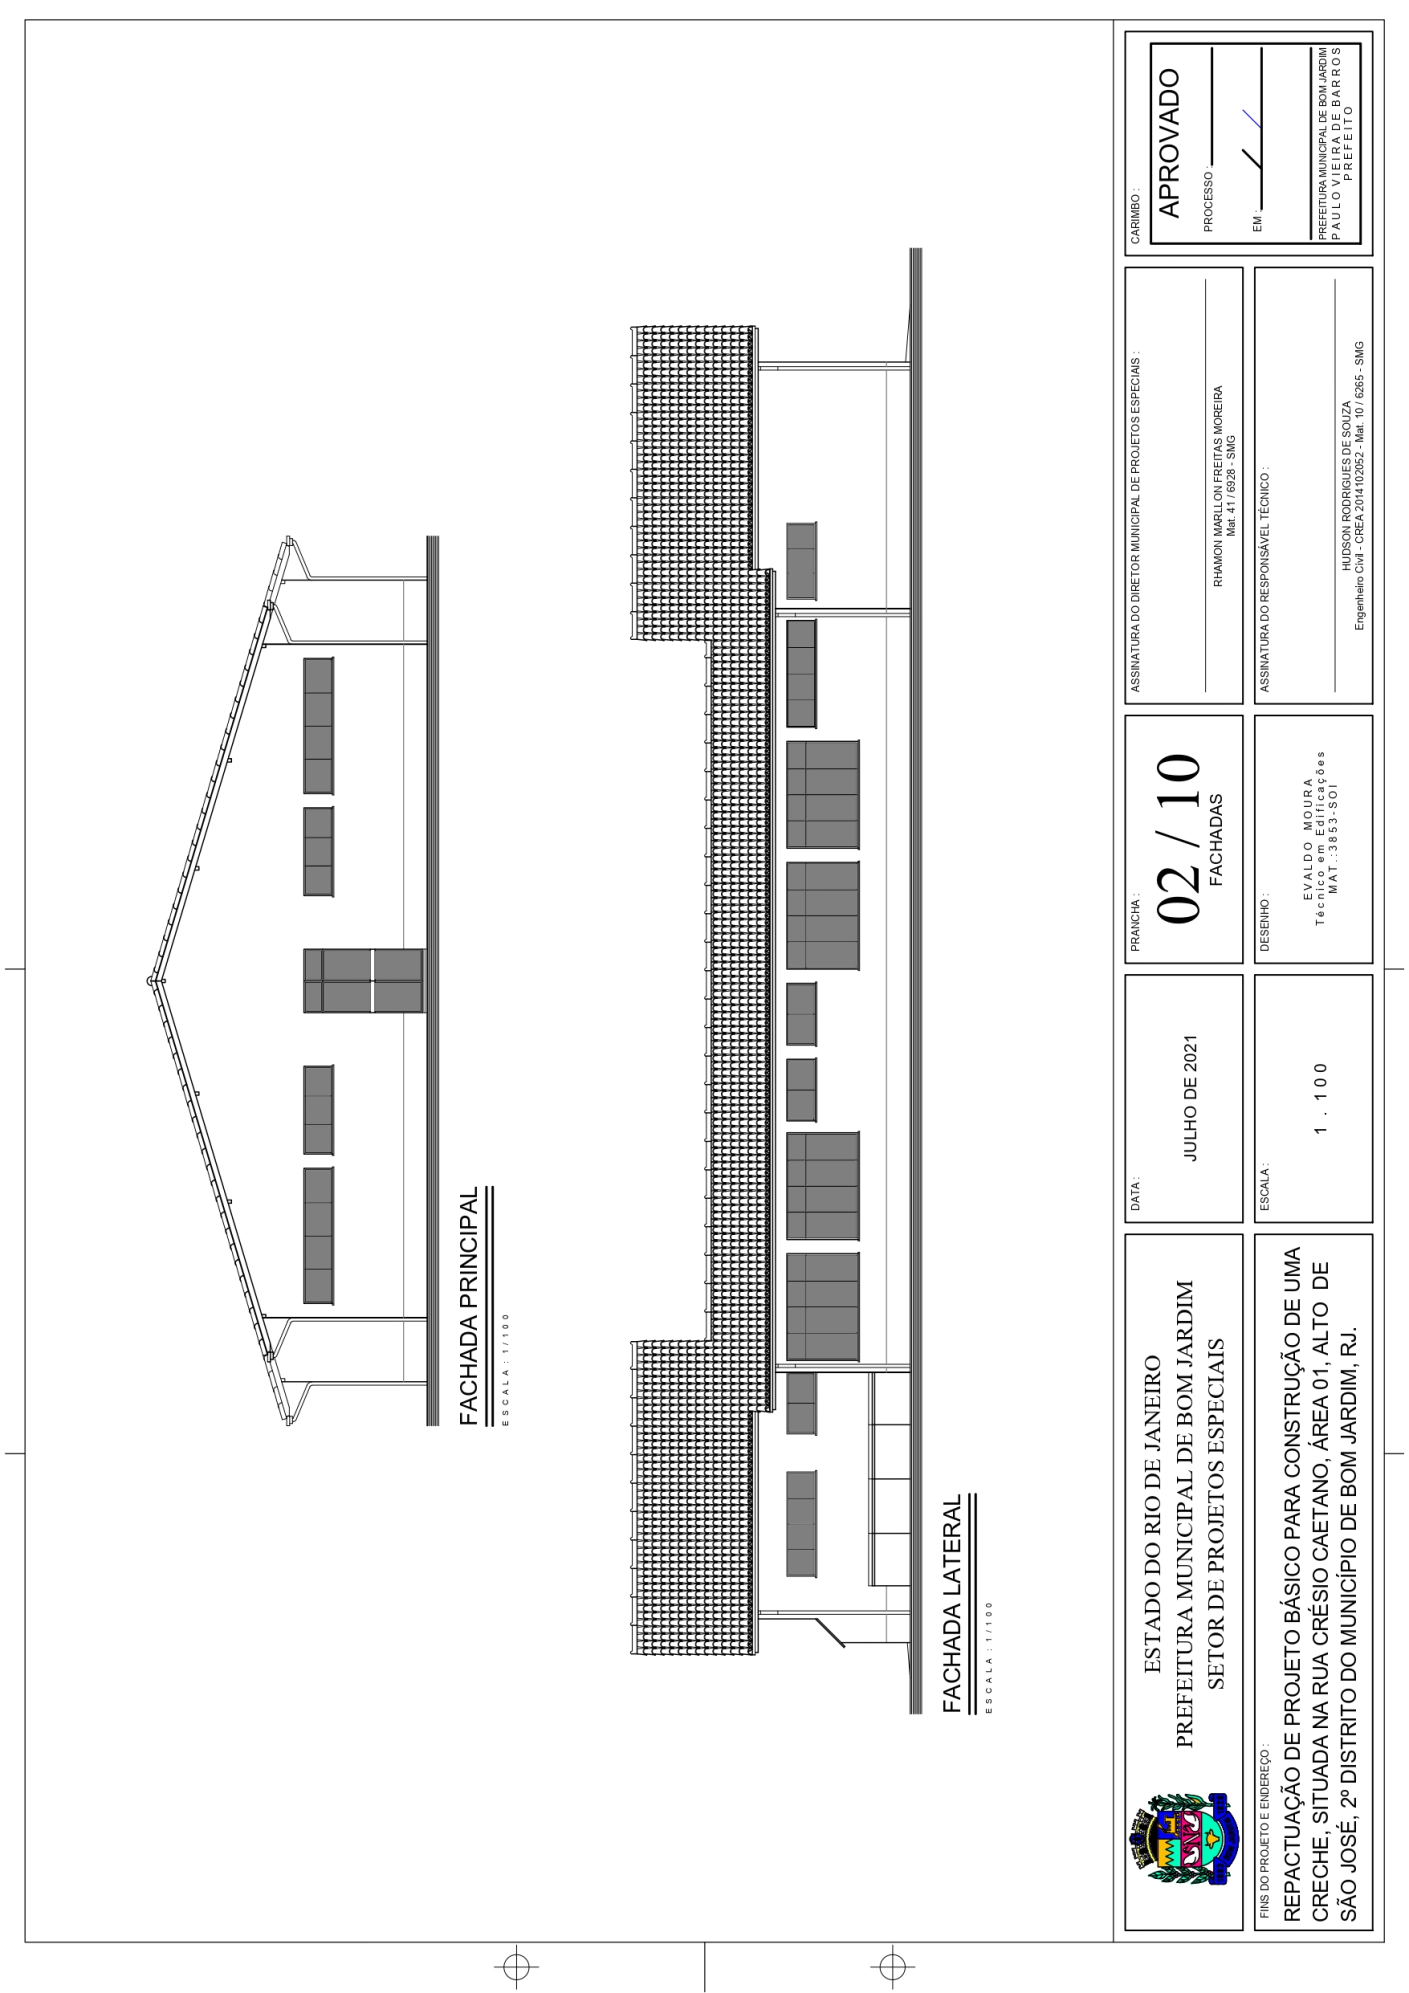 FACHADA PRINCIPAL
ESCALA: 1/100
FACHADA LATERAL
ESCALA: 1/100
ESTADO DO RIO DE JANEIRO
PREFEITURA MUNICIPAL DE BOM JARDIM
SETOR DE PROJETOS ESPECIAIS
FINS DO PROJETO E ENDEREÇO :
REPACTUAÇÃO DE PROJETO BÁSICO PARA CONSTRUÇÃO DE UMA
CRECHE, SITUADA NA RUA CRÉSIO CAETANO, ÁREA 01, ALTO DE
SÃO JOSÉ, 2º DISTRITO DO MUNICÍPIO DE BOM JARDIM, RJ.
DATA :
JULHO DE 2021
ESCALA :
1 . 100
PRANCHA :
02 / 10
FACHADAS
DESENHO :
EVALDO MOURA
Técnico em Edificações
MAT.:3853-SOI
ASSINATURA DO DIRETOR MUNICIPAL DE PROJETOS ESPECIAIS :
RHAMON MARLLON FREITAS MOREIRA
Mat. 41 / 6928 - SMG
ASSINATURA DO RESPONSÁVEL TÉCNICO :
HUDSON RODRIGUES DE SOUZA
Engenheiro Civil - CREA 2014102052 - Mat. 10 / 6265 - SMG
CARIMBO :
APROVADO
PROCESSO :
EM : / /
PREFEITURA MUNICIPAL DE BOM JARDIM
PAULO VIEIRA DE BARROS
PREFEITO